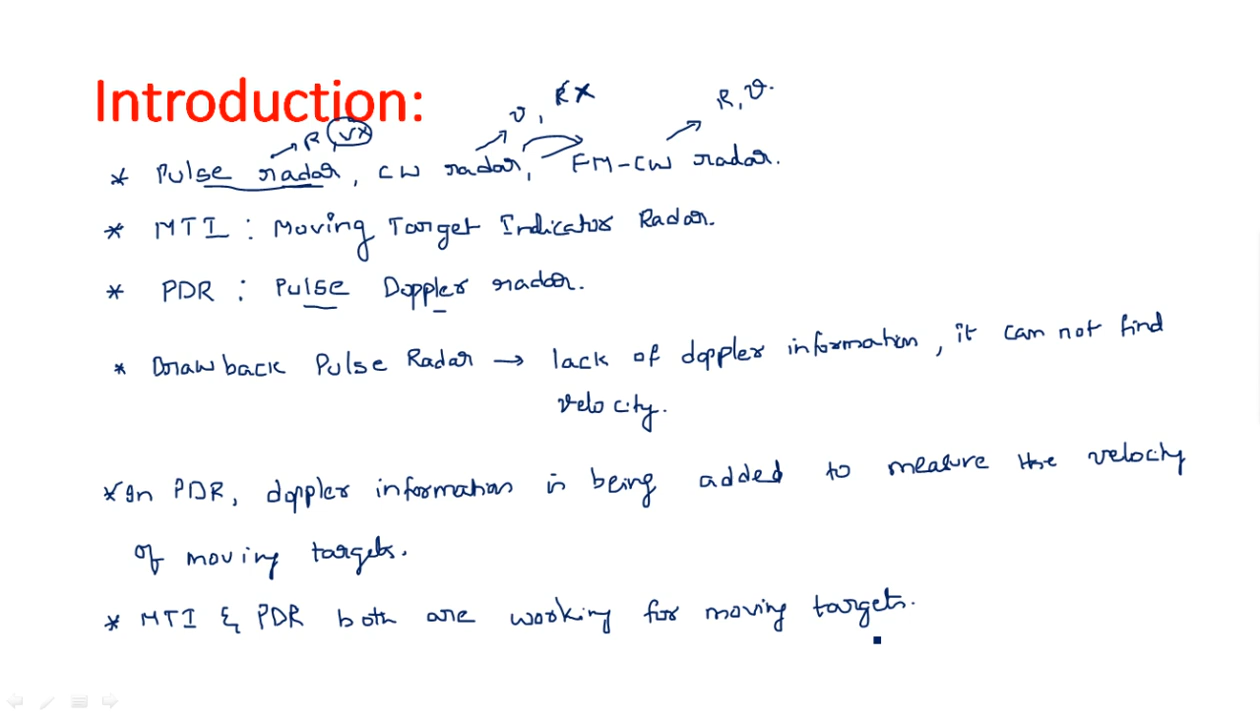 Introduction:
R VX
v, RX
R, v.
* Pulse radar, CW radar, FM-CW radar.
* MTI : Moving Target Indicator Radar.
* PDR : Pulse Doppler radar.
* Drawback Pulse Radar → lack of doppler information, it can not find
velocity.
* In PDR, doppler information is being added to measure the velocity
of moving targets.
* MTI & PDR both are working for moving targets.